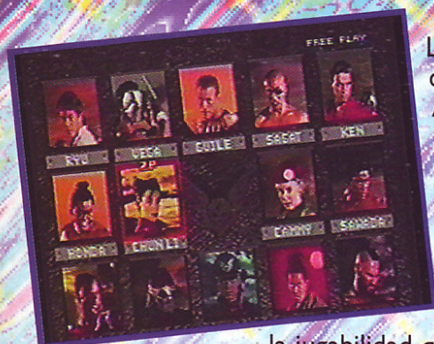 FREE PLAY
RYU VEGA GUILE SAGAT KEN
2P
HONDA CHUN LI CAMMY SAWADA
la jugabilidad